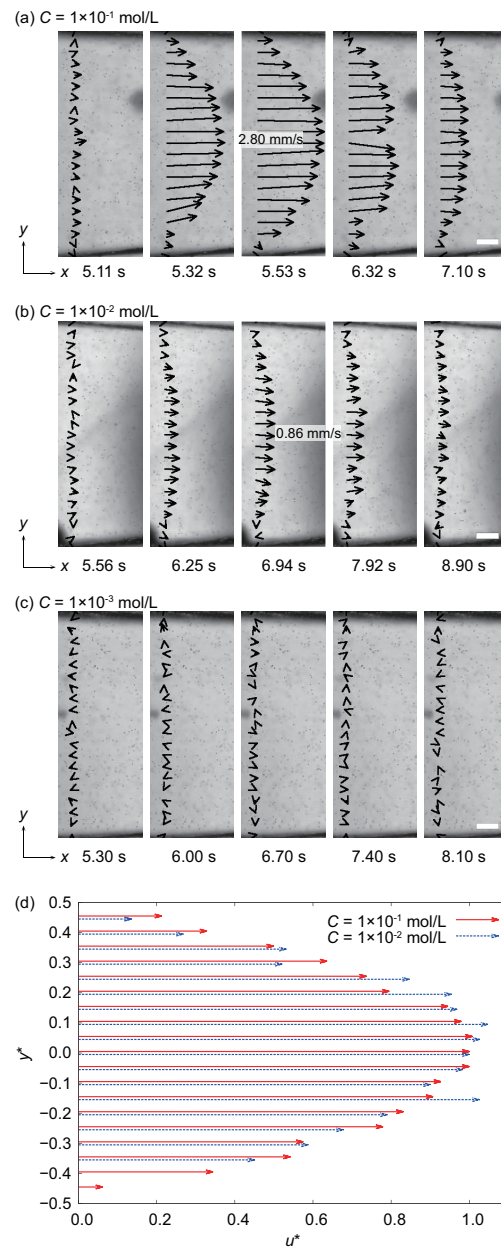 (a) C = 1×10⁻¹ mol/L
2.80 mm/s
y
x 5.11 s 5.32 s 5.53 s 6.32 s 7.10 s
(b) C = 1×10⁻² mol/L
0.86 mm/s
y
x 5.56 s 6.25 s 6.94 s 7.92 s 8.90 s
(c) C = 1×10⁻³ mol/L
y
x 5.30 s 6.00 s 6.70 s 7.40 s 8.10 s
(d) 0.5
C = 1×10⁻¹ mol/L
0.4
C = 1×10⁻² mol/L
0.3
0.2
0.1
y* 0.0
−0.1
−0.2
−0.3
−0.4
−0.5
0.0 0.2 0.4 0.6 0.8 1.0
u*